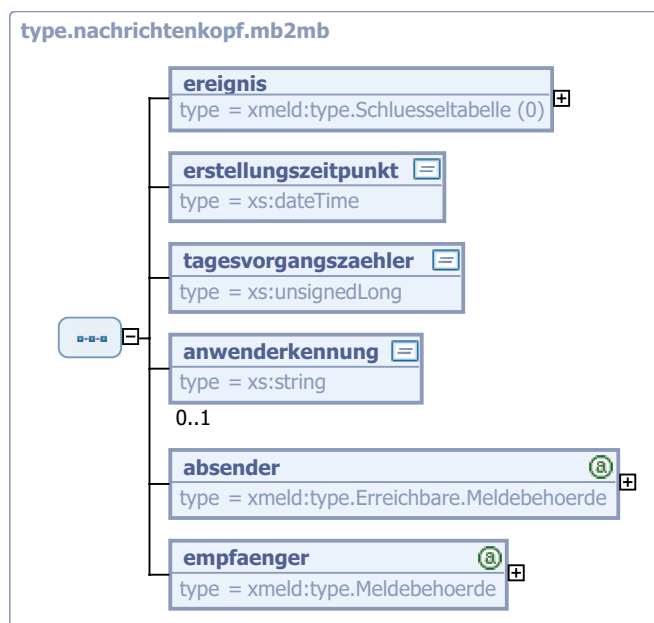 type.nachrichtenkopf.mb2mb
ereignis
type = xmeld:type.Schluesseltabelle (0)
erstellungszeitpunkt
type = xs:dateTime
tagesvorgangszaehler
type = xs:unsignedLong
anwenderkennung
type = xs:string
0..1
absender
type = xmeld:type.Erreichbare.Meldebehoerde
empfaenger
type = xmeld:type.Meldebehoerde